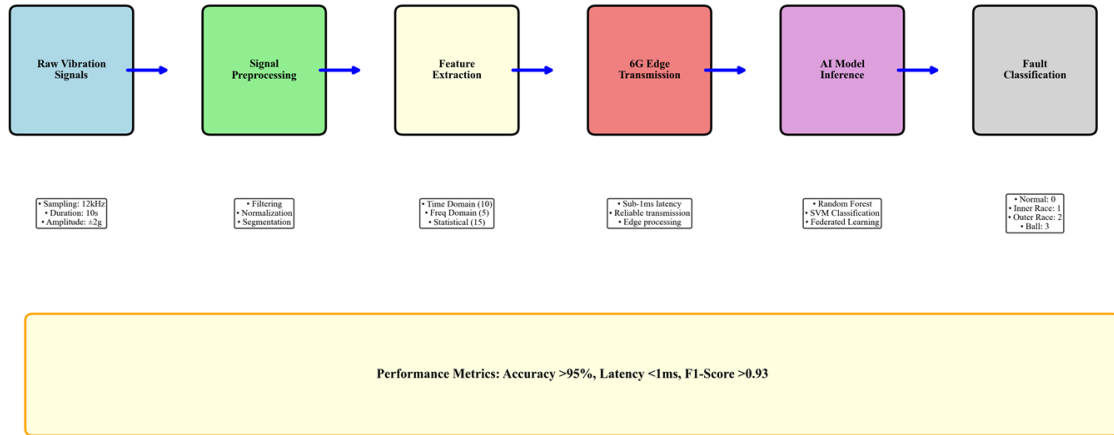 Raw Vibration
Signals
Signal
Preprocessing
Feature
Extraction
6G Edge
Transmission
AI Model
Inference
Fault
Classification
• Sampling: 12kHz
• Duration: 10s
• Amplitude: ±2g
• Filtering
• Normalization
• Segmentation
• Time Domain (10)
• Freq Domain (5)
• Statistical (15)
• Sub-1ms latency
• Reliable transmission
• Edge processing
• Random Forest
• SVM Classification
• Federated Learning
• Normal: 0
• Inner Race: 1
• Outer Race: 2
• Ball: 3
Performance Metrics: Accuracy >95%, Latency <1ms, F1-Score >0.93